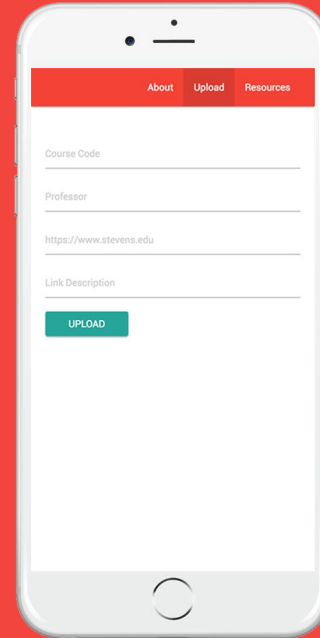 About Upload Resources
Course Code
Professor
https://www.stevens.edu
Link Description
UPLOAD